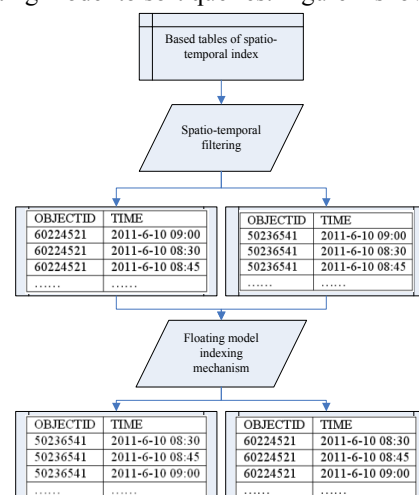 Based tables of spatio-
temporal index
Spatio-temporal
filtering
OBJECTID TIME
60224521 2011-6-10 09:00
60224521 2011-6-10 08:30
60224521 2011-6-10 08:45
...... ......
OBJECTID TIME
50236541 2011-6-10 09:00
50236541 2011-6-10 08:30
50236541 2011-6-10 08:45
...... ......
Floating model
indexing
mechanism
OBJECTID TIME
50236541 2011-6-10 08:30
50236541 2011-6-10 08:45
50236541 2011-6-10 09:00
...... ......
OBJECTID TIME
60224521 2011-6-10 08:30
60224521 2011-6-10 08:45
60224521 2011-6-10 09:00
...... ......